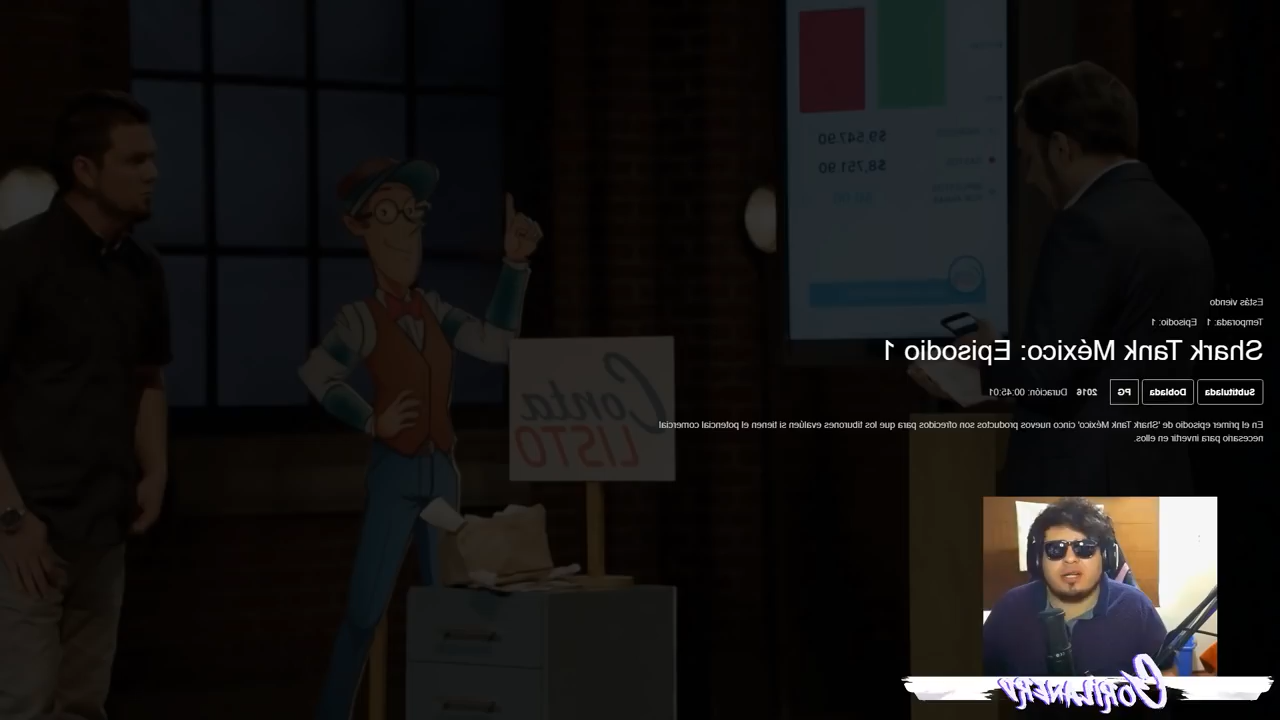 Estás viendo
Temporada: 1 Episodio: 1
Shark Tank México: Episodio 1
Subtitulada Doblada PG 2016 Duración: 00:45:01
En el primer episodio de 'Shark Tank México' cinco nuevos productos son ofrecidos para que los tiburones evalúen si tienen el potencial comercial
necesario para invertir en ellos.
$9,547.90
$8,751.90
Conta
LISTO